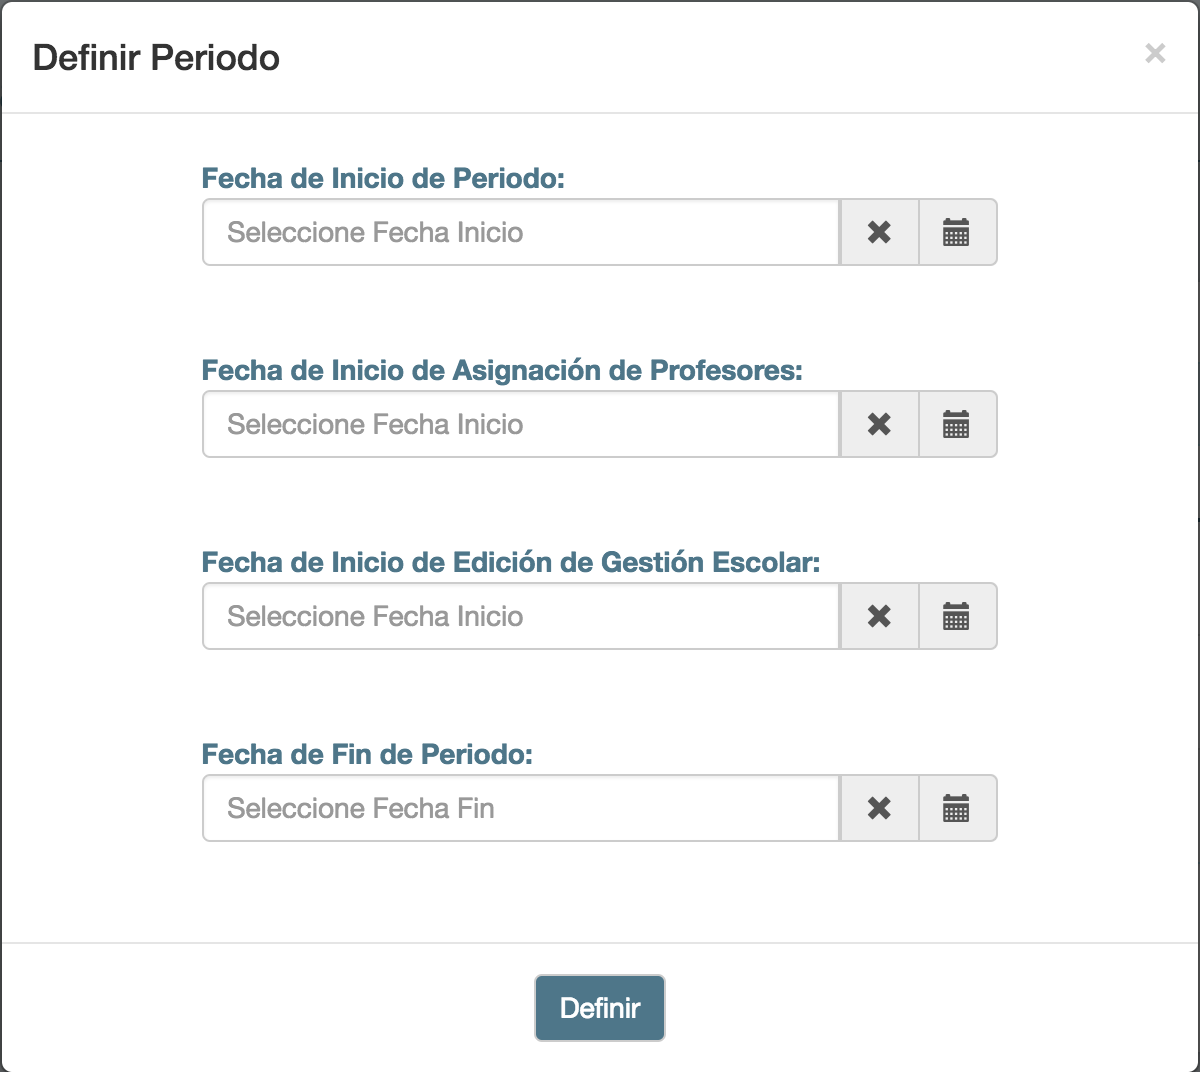 Definir Periodo
Fecha de Inicio de Periodo:
Seleccione Fecha Inicio
Fecha de Inicio de Asignación de Profesores:
Seleccione Fecha Inicio
Fecha de Inicio de Edición de Gestión Escolar:
Seleccione Fecha Inicio
Fecha de Fin de Periodo:
Seleccione Fecha Fin
Definir